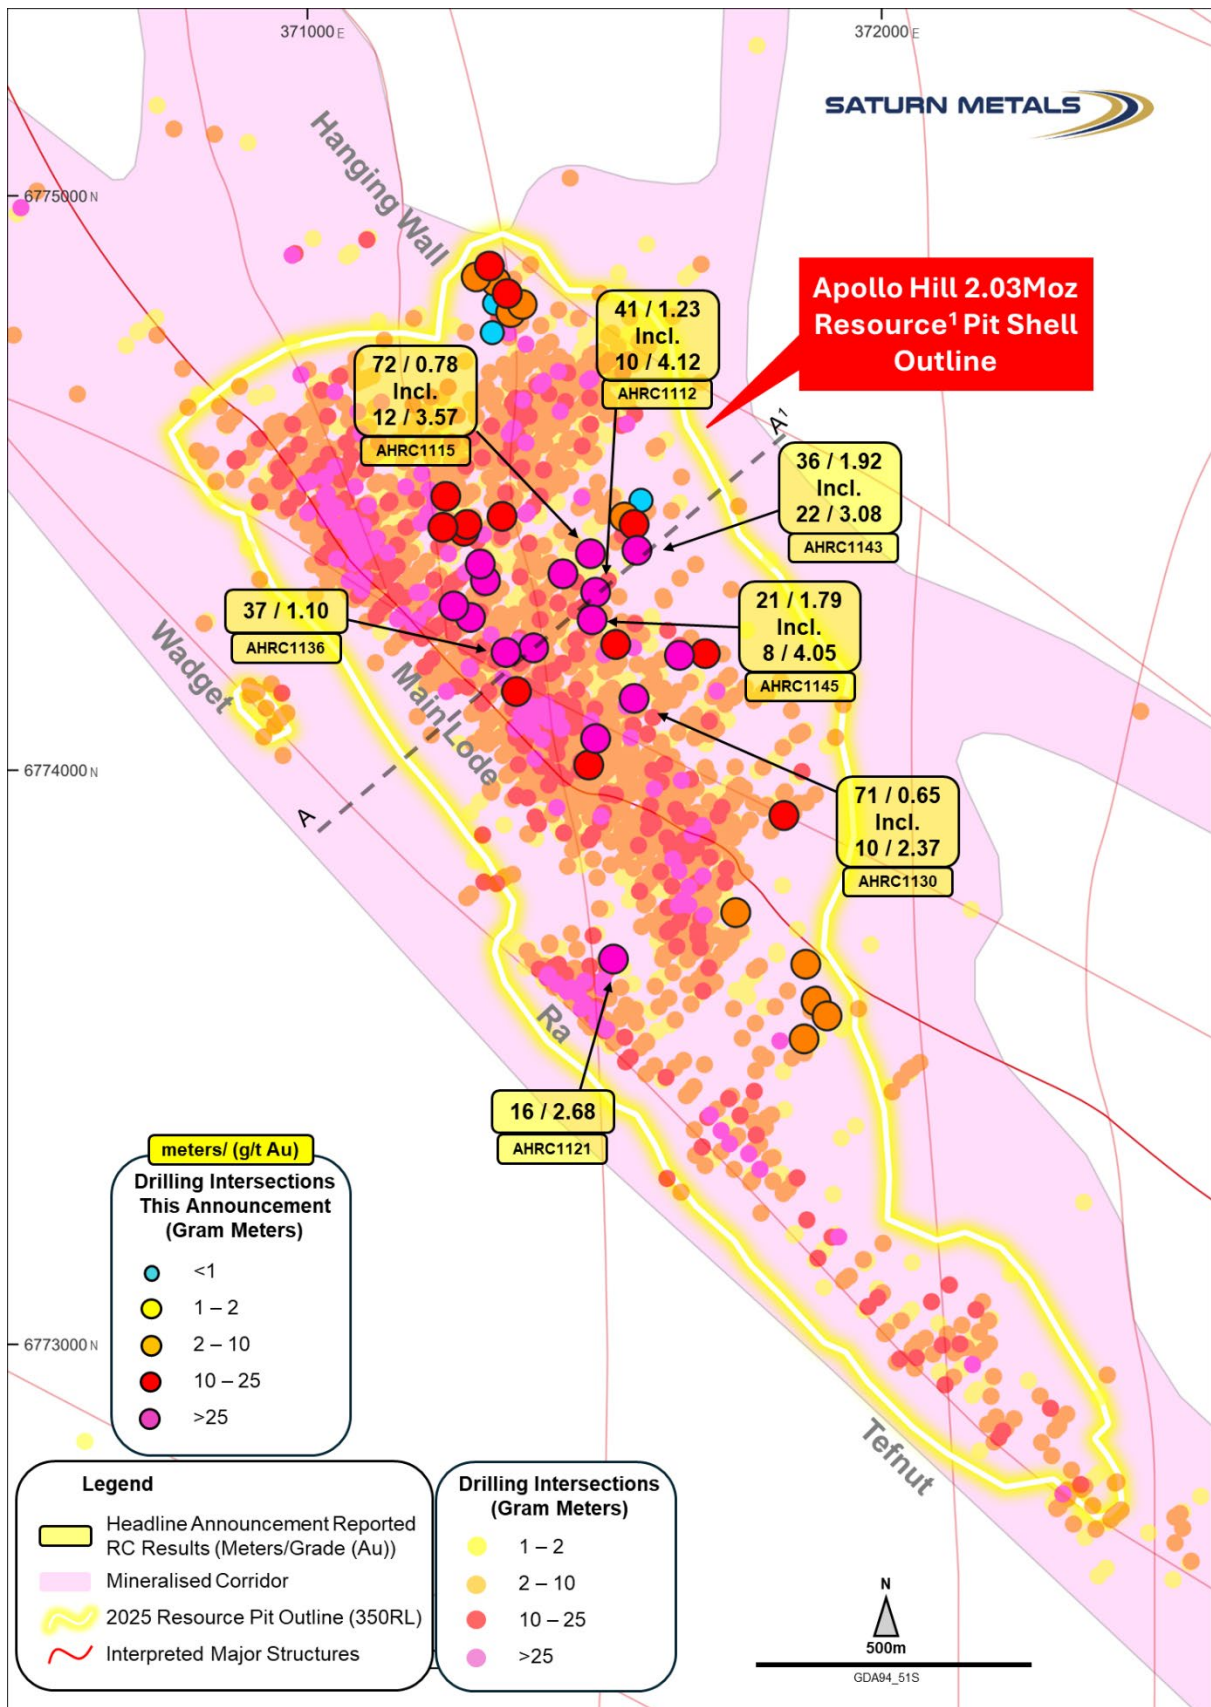 371000 E
372000 E
SATURN METALS
Hanging Wall
6775000 N
Apollo Hill 2.03Moz
Resource¹ Pit Shell
Outline
41 / 1.23
Incl.
10 / 4.12
AHRC1112
72 / 0.78
Incl.
12 / 3.57
AHRC1115
A¹
36 / 1.92
Incl.
22 / 3.08
AHRC1143
37 / 1.10
AHRC1136
21 / 1.79
Incl.
8 / 4.05
AHRC1145
Wadget
Main Lode
6774000 N
A
71 / 0.65
Incl.
10 / 2.37
AHRC1130
Ra
16 / 2.68
AHRC1121
meters/ (g/t Au)
Drilling Intersections
This Announcement
(Gram Meters)
<1
1 – 2
2 – 10
10 – 25
>25
6773000 N
Tefnut
Legend
Headline Announcement Reported
RC Results (Meters/Grade (Au))
Mineralised Corridor
2025 Resource Pit Outline (350RL)
Interpreted Major Structures
Drilling Intersections
(Gram Meters)
1 – 2
2 – 10
10 – 25
>25
N
500m
GDA94_51S